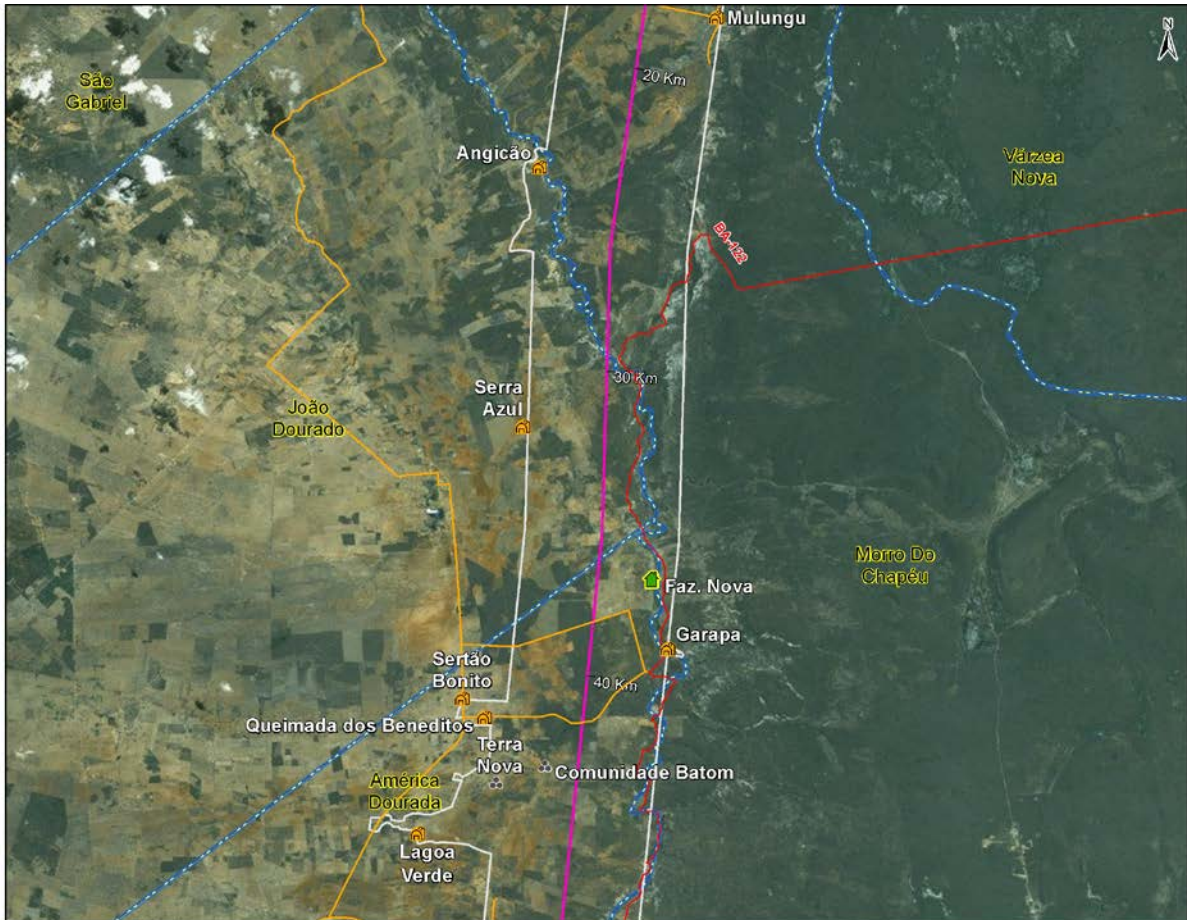 Mulungu
N
20 Km
São
Gabriel
Angicão
Várzea
Nova
BA-122
30 Km
Serra
Azul
João
Dourado
Morro Do
Chapéu
Faz. Nova
Garapa
Sertão
Bonito
40 Km
Queimada dos Beneditos
Terra
Nova
Comunidade Batom
América
Dourada
Lagoa
Verde